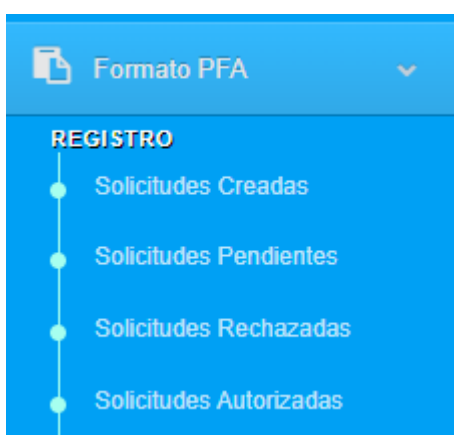 Formato PFA
REGISTRO
Solicitudes Creadas
Solicitudes Pendientes
Solicitudes Rechazadas
Solicitudes Autorizadas